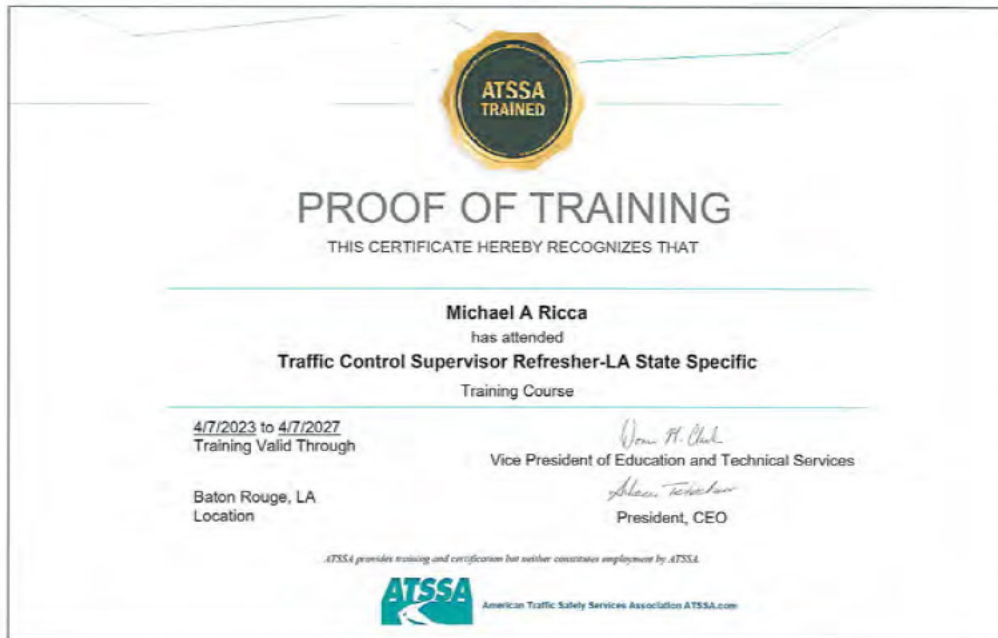 ATSSA
TRAINED
PROOF OF TRAINING
THIS CERTIFICATE HEREBY RECOGNIZES THAT
Michael A Ricca
has attended
Traffic Control Supervisor Refresher-LA State Specific
Training Course
4/7/2023 to 4/7/2027
Training Valid Through
Vice President of Education and Technical Services
Baton Rouge, LA
Location
President, CEO
ATSSA provides training and certification but neither constitutes employment by ATSSA.
ATSSA
American Traffic Safety Services Association ATSSA.com